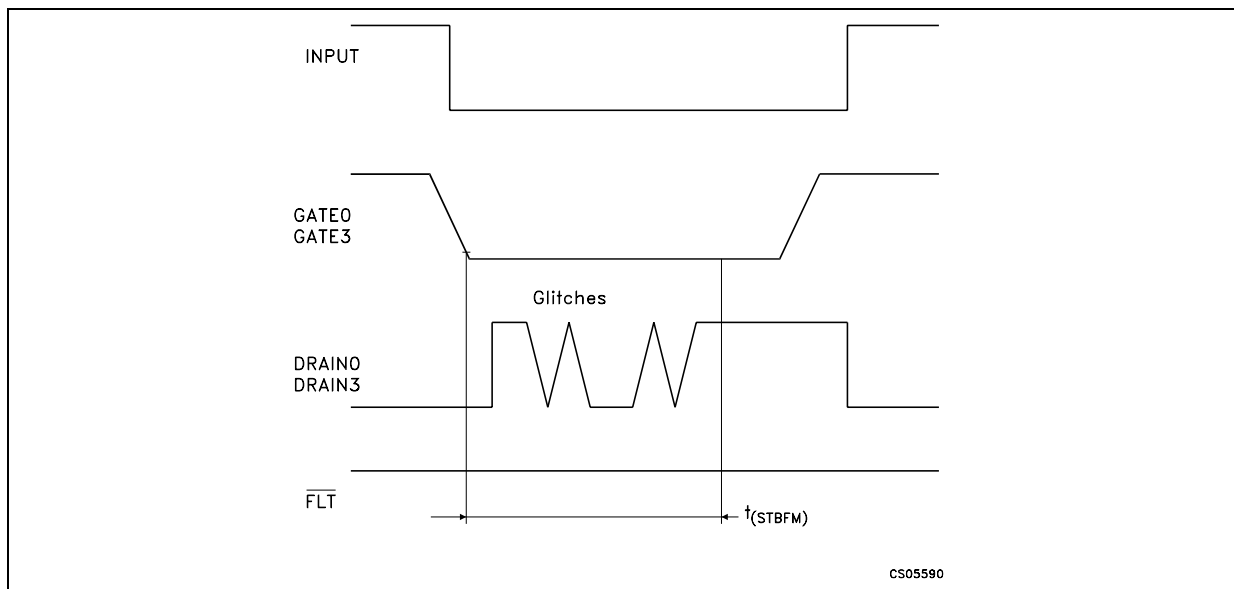 INPUT
GATE0
GATE3
Glitches
DRAIN0
DRAIN3
FLT
t(STBFM)
CS05590